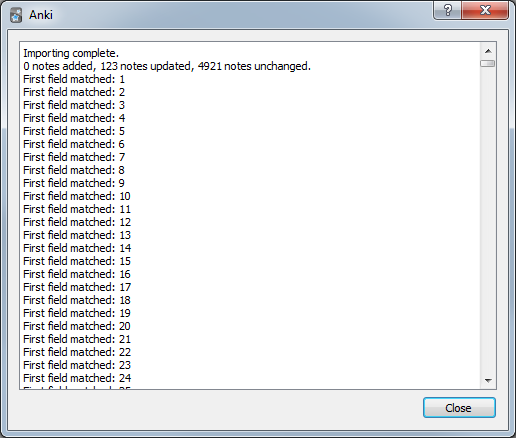 Anki
Importing complete.
0 notes added, 123 notes updated, 4921 notes unchanged.
First field matched: 1
First field matched: 2
First field matched: 3
First field matched: 4
First field matched: 5
First field matched: 6
First field matched: 7
First field matched: 8
First field matched: 9
First field matched: 10
First field matched: 11
First field matched: 12
First field matched: 13
First field matched: 14
First field matched: 15
First field matched: 16
First field matched: 17
First field matched: 18
First field matched: 19
First field matched: 20
First field matched: 21
First field matched: 22
First field matched: 23
First field matched: 24
First field matched: 25
Close